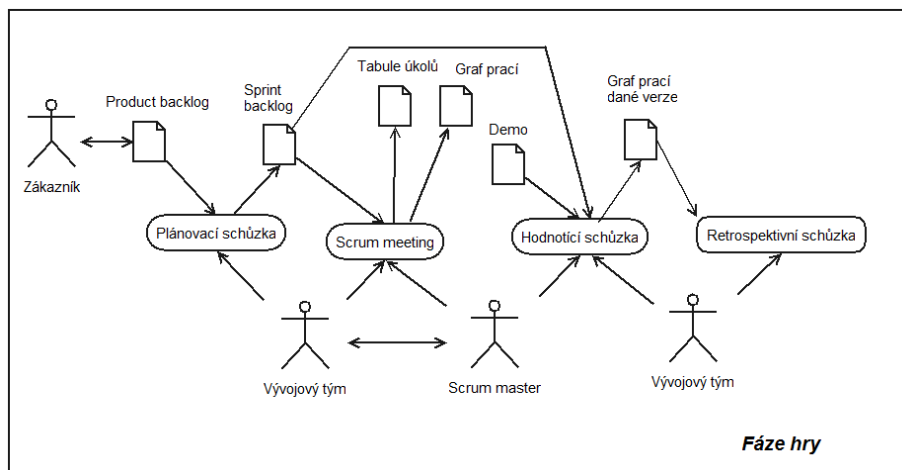 Tabule úkolů
Graf prací
Graf prací
dané verze
Sprint
backlog
Product backlog
Demo
Zákazník
Plánovací schůzka
Scrum meeting
Hodnotící schůzka
Retrospektivní schůzka
Vývojový tým
Scrum master
Vývojový tým
Fáze hry